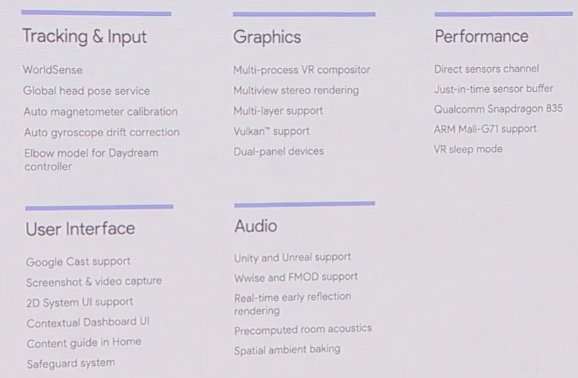 Tracking & Input
WorldSense
Global head pose service
Auto magnetometer calibration
Auto gyroscope drift correction
Elbow model for Daydream
controller
Graphics
Multi-process VR compositor
Multiview stereo rendering
Multi-layer support
Vulkan™ support
Dual-panel devices
Performance
Direct sensors channel
Just-in-time sensor buffer
Qualcomm Snapdragon 835
ARM Mali-G71 support
VR sleep mode
User Interface
Google Cast support
Screenshot & video capture
2D System UI support
Contextual Dashboard UI
Content guide in Home
Safeguard system
Audio
Unity and Unreal support
Wwise and FMOD support
Real-time early reflection
rendering
Precomputed room acoustics
Spatial ambient baking